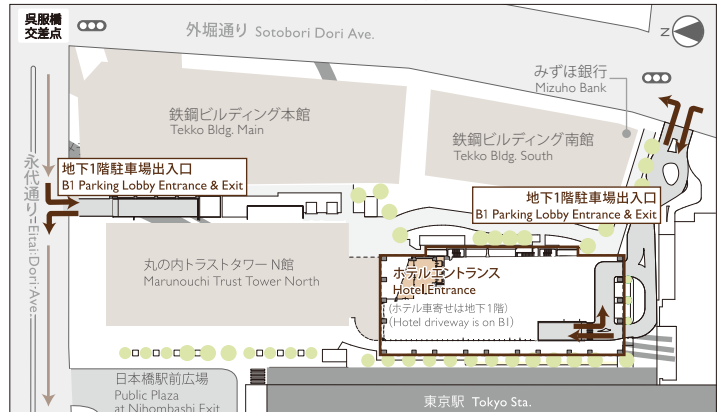 呉服橋
交差点
外堀通り Sotobori Dori Ave.
N
みずほ銀行
Mizuho Bank
鉄鋼ビルディング本館
Tekko Bldg. Main
鉄鋼ビルディング南館
Tekko Bldg. South
永代通り Eitai Dori Ave.
地下1階駐車場出入口
B1 Parking Lobby Entrance & Exit
地下1階駐車場出入口
B1 Parking Lobby Entrance & Exit
丸の内トラストタワー N館
Marunouchi Trust Tower North
ホテルエントランス
Hotel Entrance
(ホテル車寄せは地下1階)
(Hotel driveway is on B1)
日本橋駅前広場
Public Plaza
at Nihombashi Exit
東京駅 Tokyo Sta.